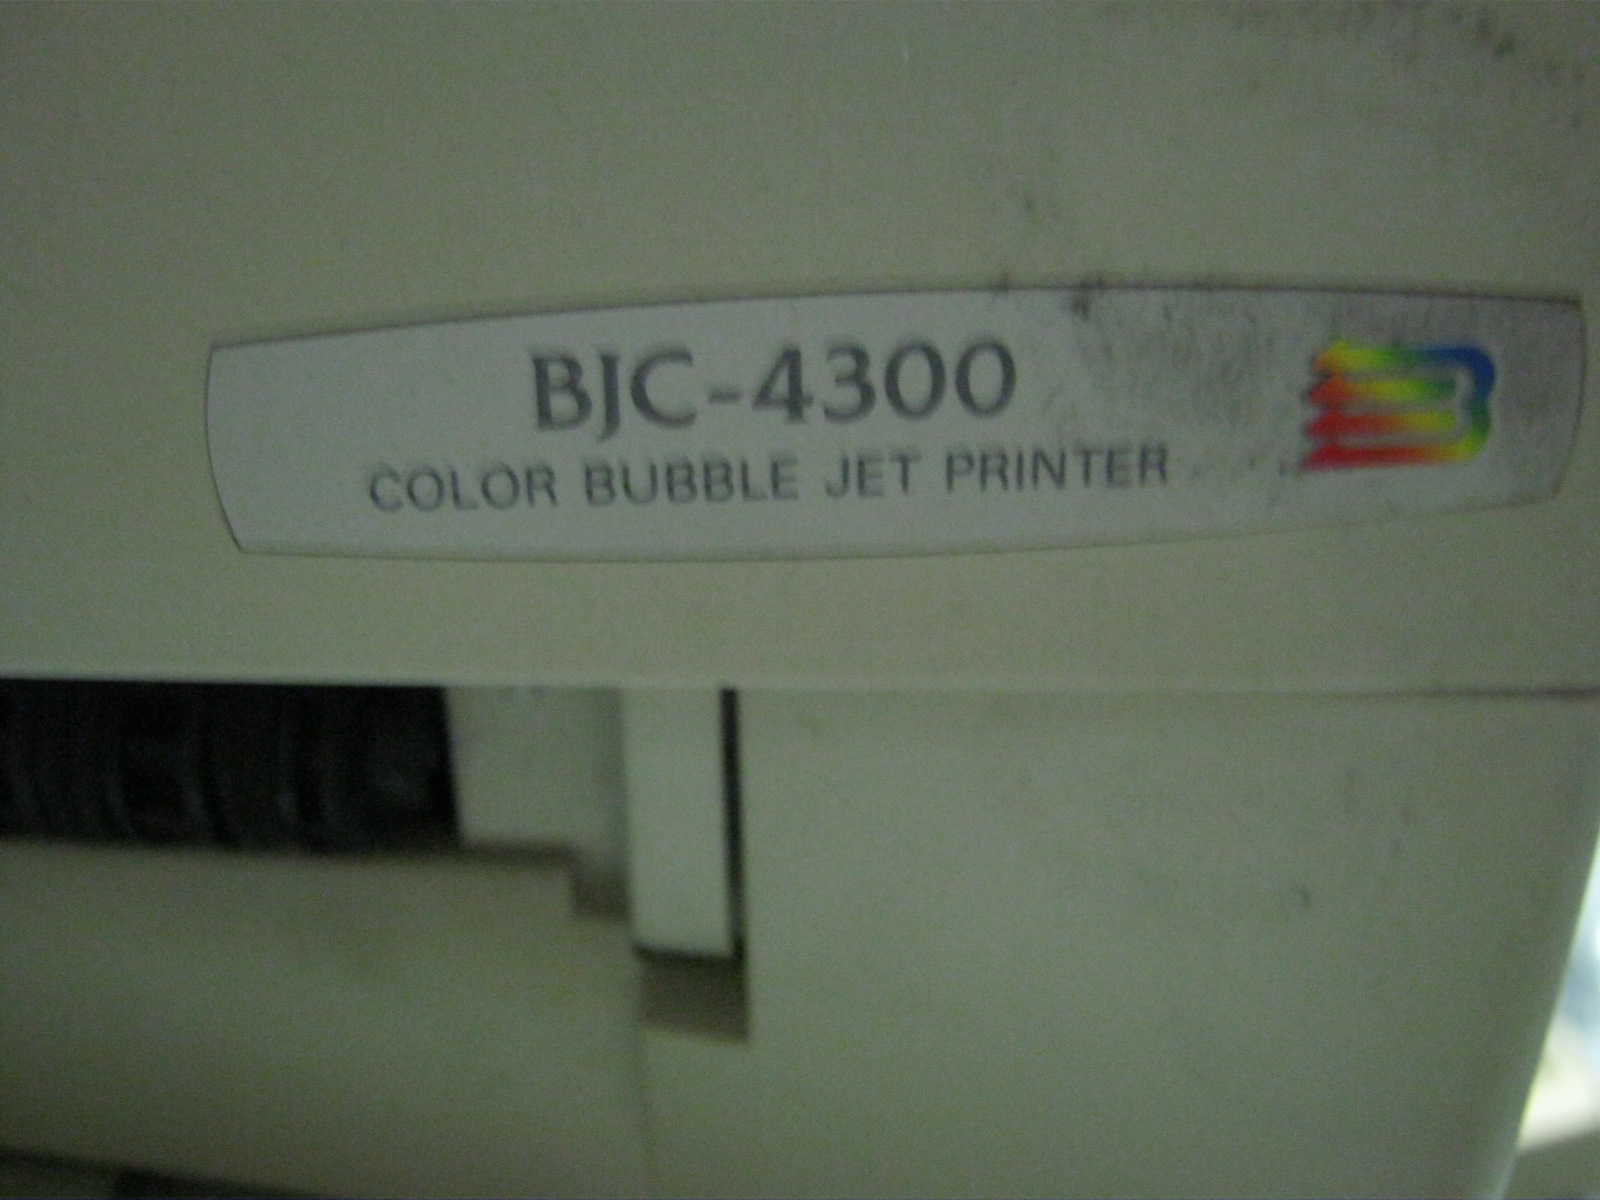 BJC-4300
COLOR BUBBLE JET PRINTER